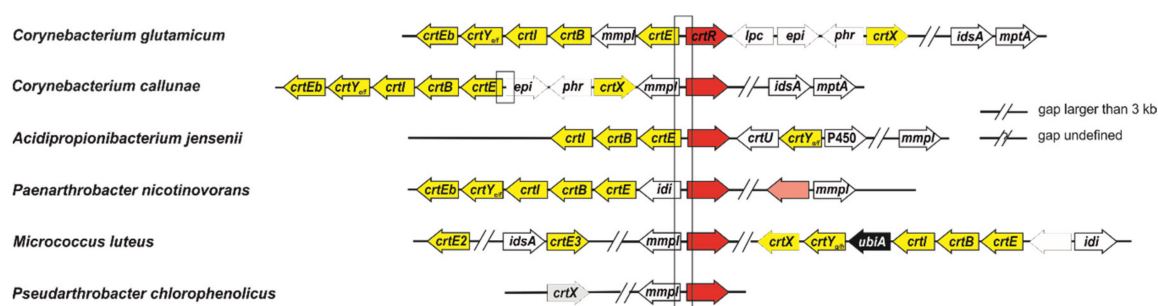 Corynebacterium glutamicum crtEb crtYe/f crtI crtB mmpl crtE crtR lpc epi phr crtX idsA mptA
Corynebacterium callunae crtEb crtYe/f crtI crtB crtE epi phr crtX mmpl idsA mptA
gap larger than 3 kb
Acidipropionibacterium jensenii crtI crtB crtE crtU crtYe/f P450 mmpl
gap undefined
Paenarthrobacter nicotinovorans crtEb crtYe/f crtI crtB crtE idi mmpl
Micrococcus luteus crtE2 idsA crtE3 mmpl crtX crtYg/h ubiA crtI crtB crtE idi
Pseudarthrobacter chlorophenolicus crtX mmpl